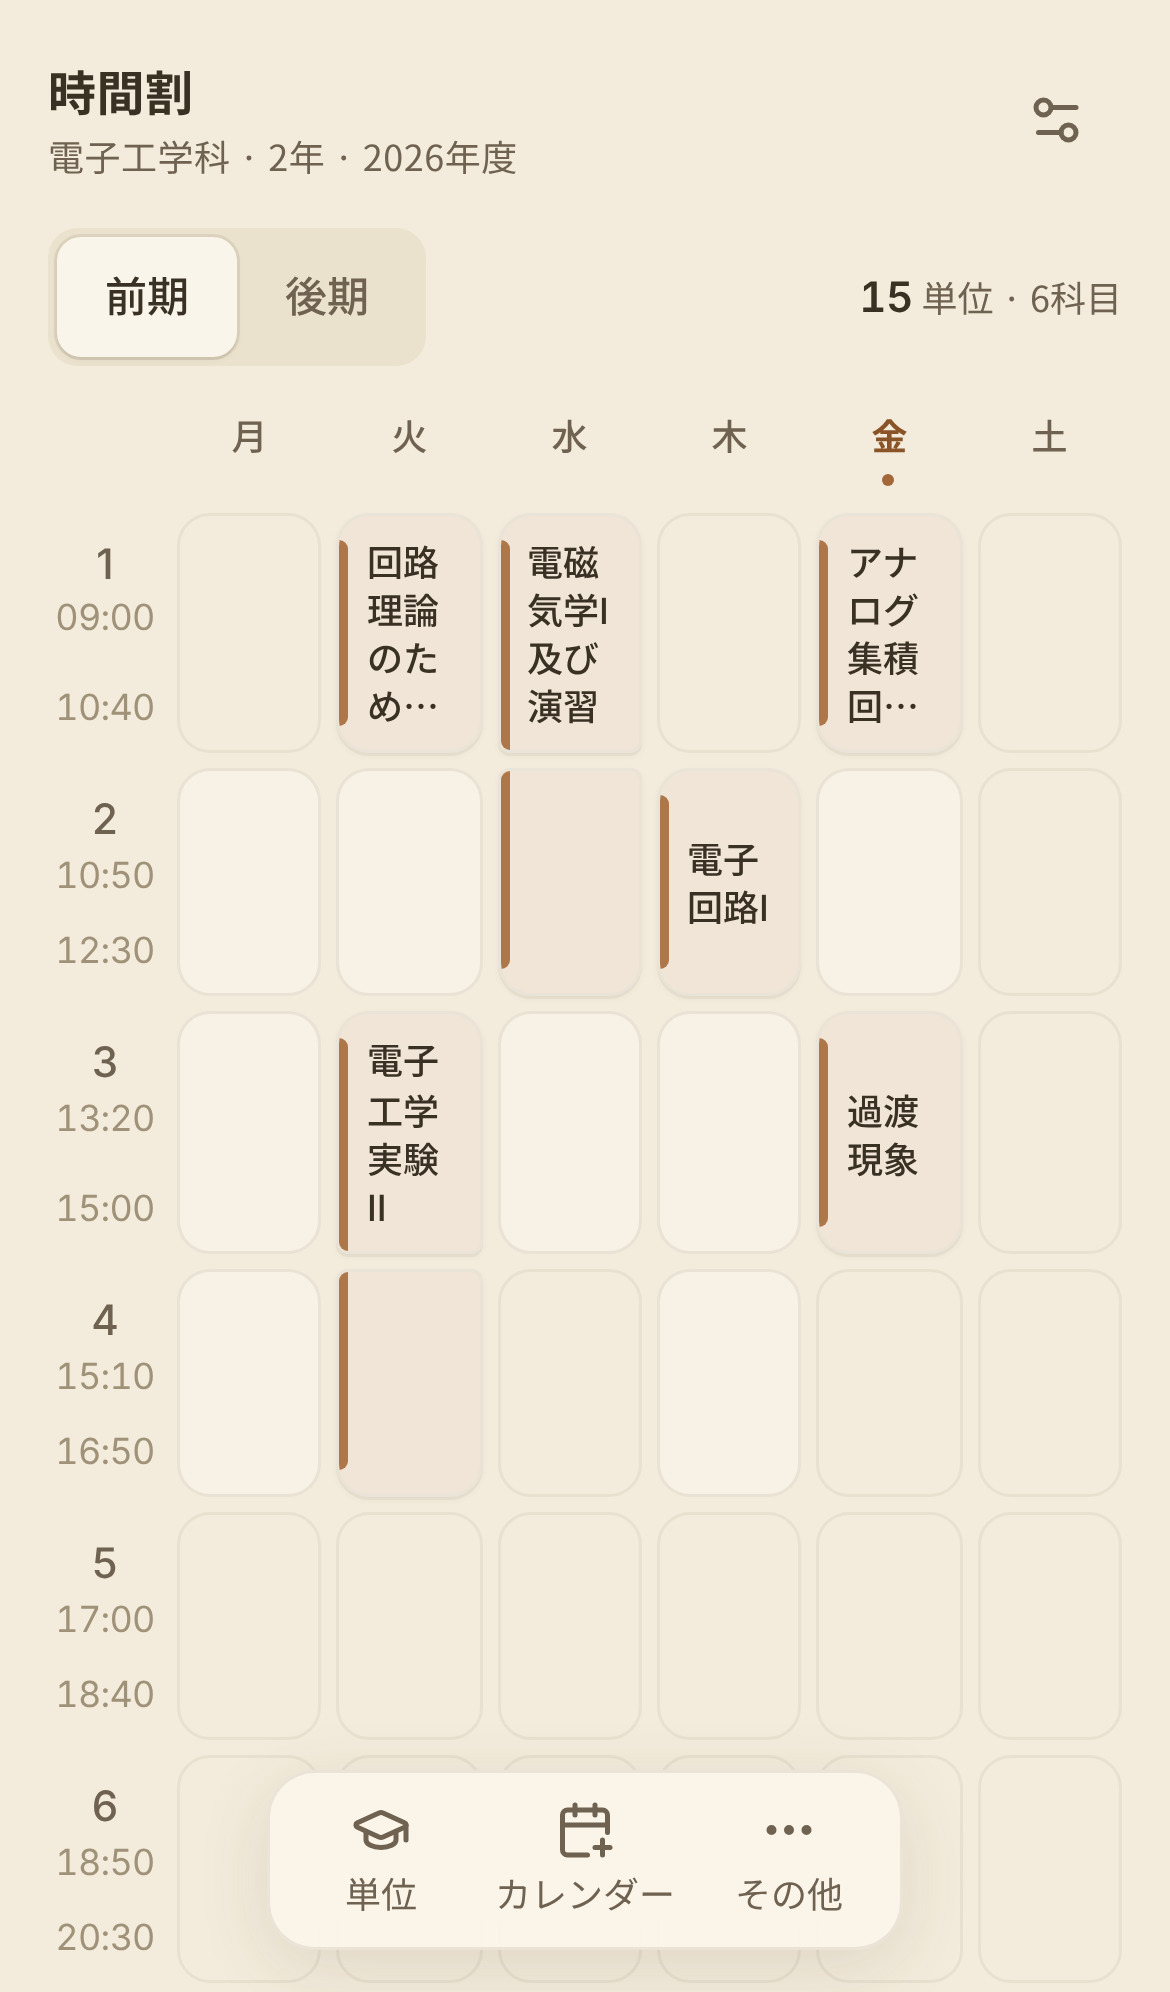 時間割
電子工学科 · 2年 · 2026年度
前期 後期 15 単位 · 6科目
月 火 水 木 金 土
1
09:00
10:40
回路
理論
のた
め…
電磁
気学I
及び
演習
アナ
ログ
集積
回…
2
10:50
12:30
電子
回路I
3
13:20
15:00
電子
工学
実験
II
過渡
現象
4
15:10
16:50
5
17:00
18:40
6
18:50
20:30
単位 カレンダー その他